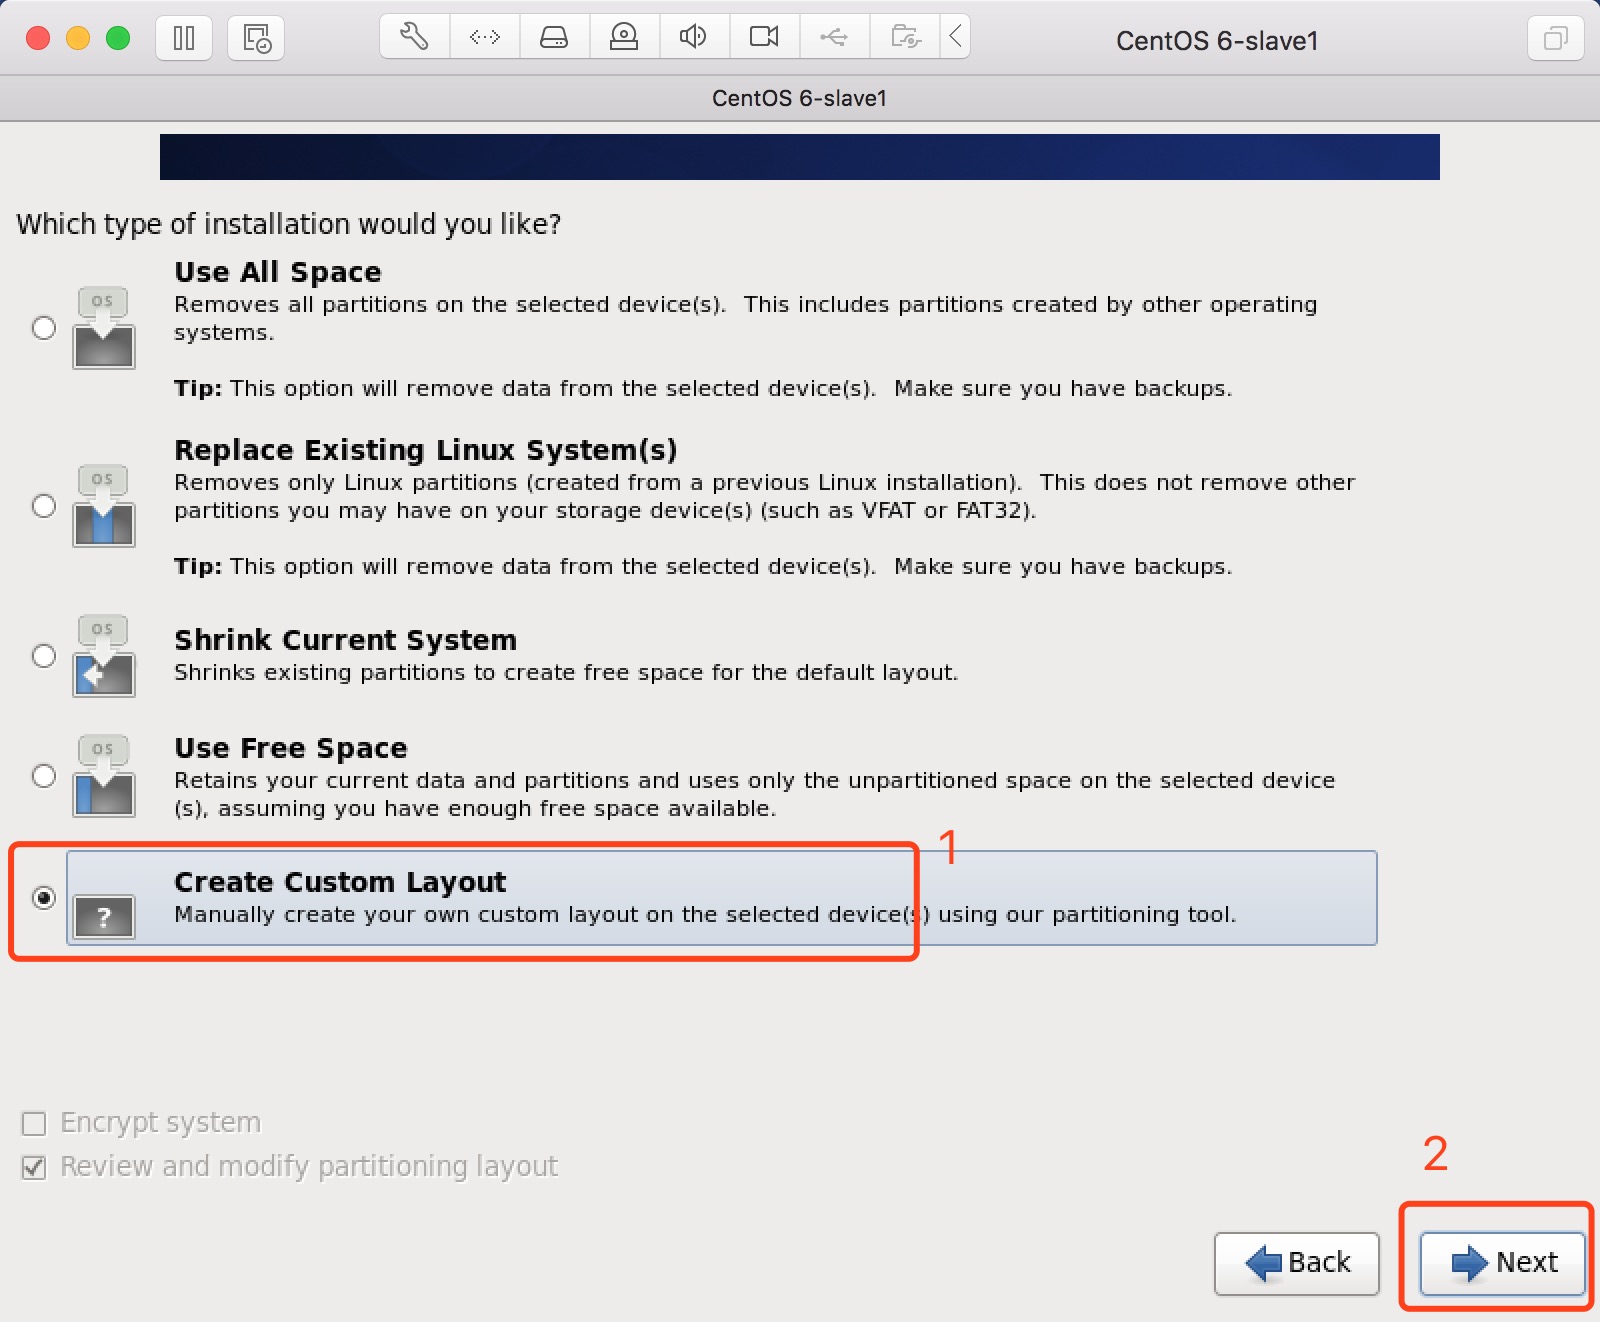 CentOS 6-slave1
CentOS 6-slave1
Which type of installation would you like?
Use All Space
OS
Removes all partitions on the selected device(s).  This includes partitions created by other operating
systems.
Tip: This option will remove data from the selected device(s).  Make sure you have backups.
Replace Existing Linux System(s)
OS
Removes only Linux partitions (created from a previous Linux installation).  This does not remove other
partitions you may have on your storage device(s) (such as VFAT or FAT32).
Tip: This option will remove data from the selected device(s).  Make sure you have backups.
OS
Shrink Current System
Shrinks existing partitions to create free space for the default layout.
OS
Use Free Space
Retains your current data and partitions and uses only the unpartitioned space on the selected device
(s), assuming you have enough free space available.
1
Create Custom Layout
?
Manually create your own custom layout on the selected device(s) using our partitioning tool.
Encrypt system
Review and modify partitioning layout
2
Back
Next